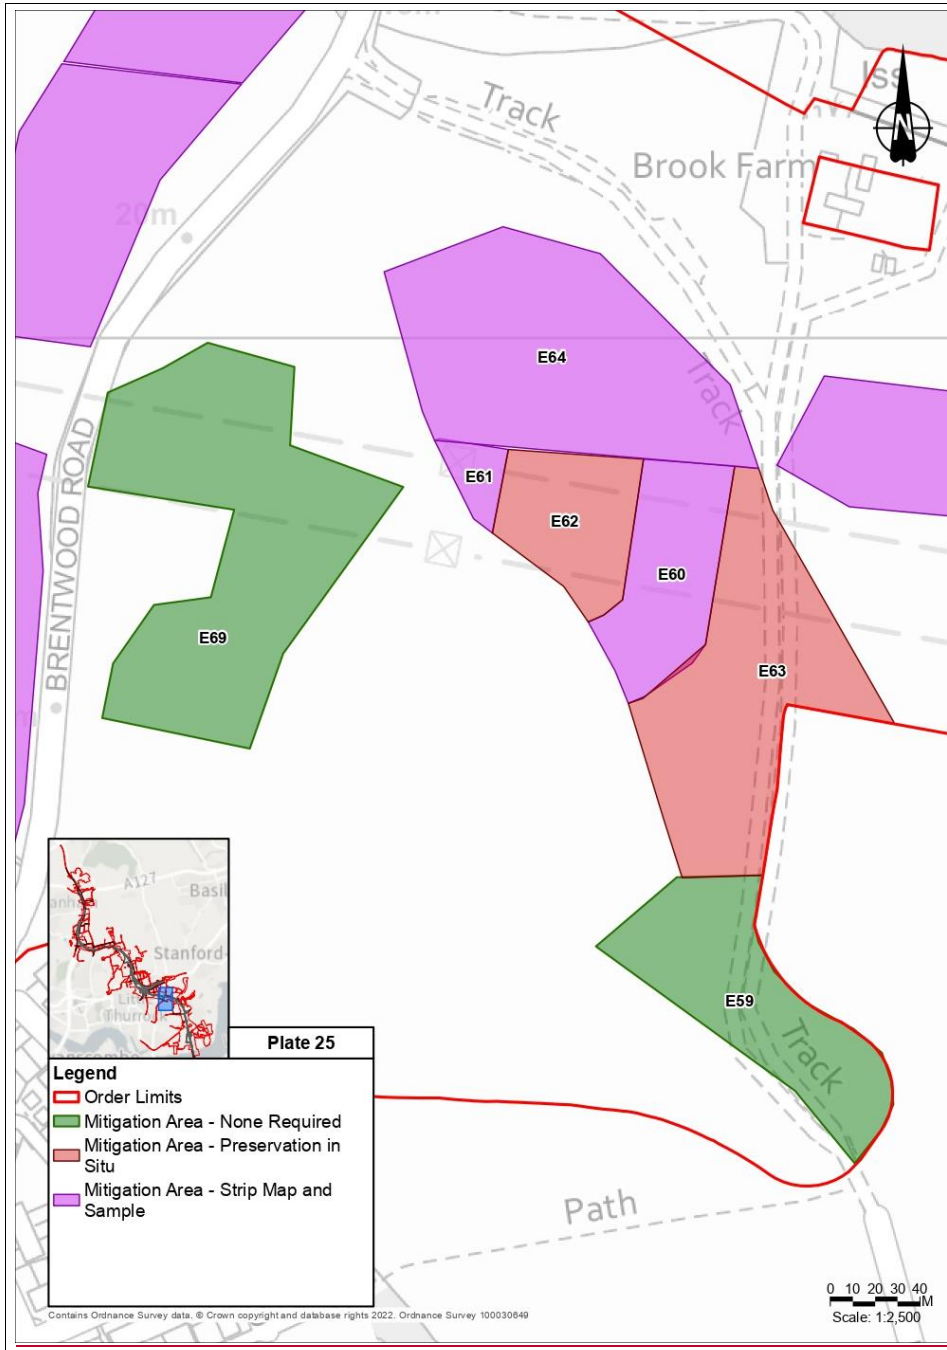 Track
Iss
N
Brook Farm
20m
E64
Track
E61
E62
E60
BRENTWOOD ROAD
E69
E63
A127
Basil
Stanford-
Thurrock
E59
Track
Plate 25
Legend
Order Limits
Mitigation Area - None Required
Mitigation Area - Preservation in
Situ
Mitigation Area - Strip Map and
Sample
Path
0 10 20 30 40
M
Scale: 1:2,500
Contains Ordnance Survey data. © Crown copyright and database rights 2022. Ordnance Survey 100030649